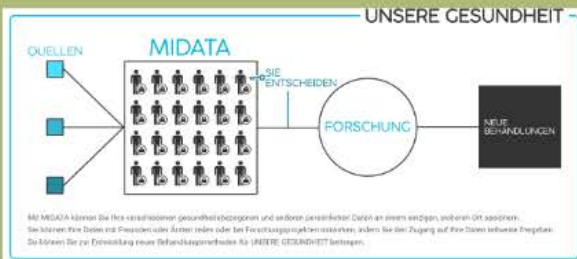 UNSERE GESUNDHEIT
QUELLEN
MIDATA
SIE
ENTSCHEIDEN
FORSCHUNG
NEUE
BEHANDLUNGEN
Mit MIDATA können Sie Ihre verschiedenen gesundheitsbezogenen und anderen persönlichen Daten an einem einzigen, sicheren Ort speichern.
Sie können Ihre Daten mit Freunden oder Ärzten teilen oder bei Forschungsprojekten mitwirken, indem Sie den Zugang auf Ihre Daten teilweise freigeben.
So können Sie zur Entwicklung neuer Behandlungsmethoden für UNSERE GESUNDHEIT beitragen.